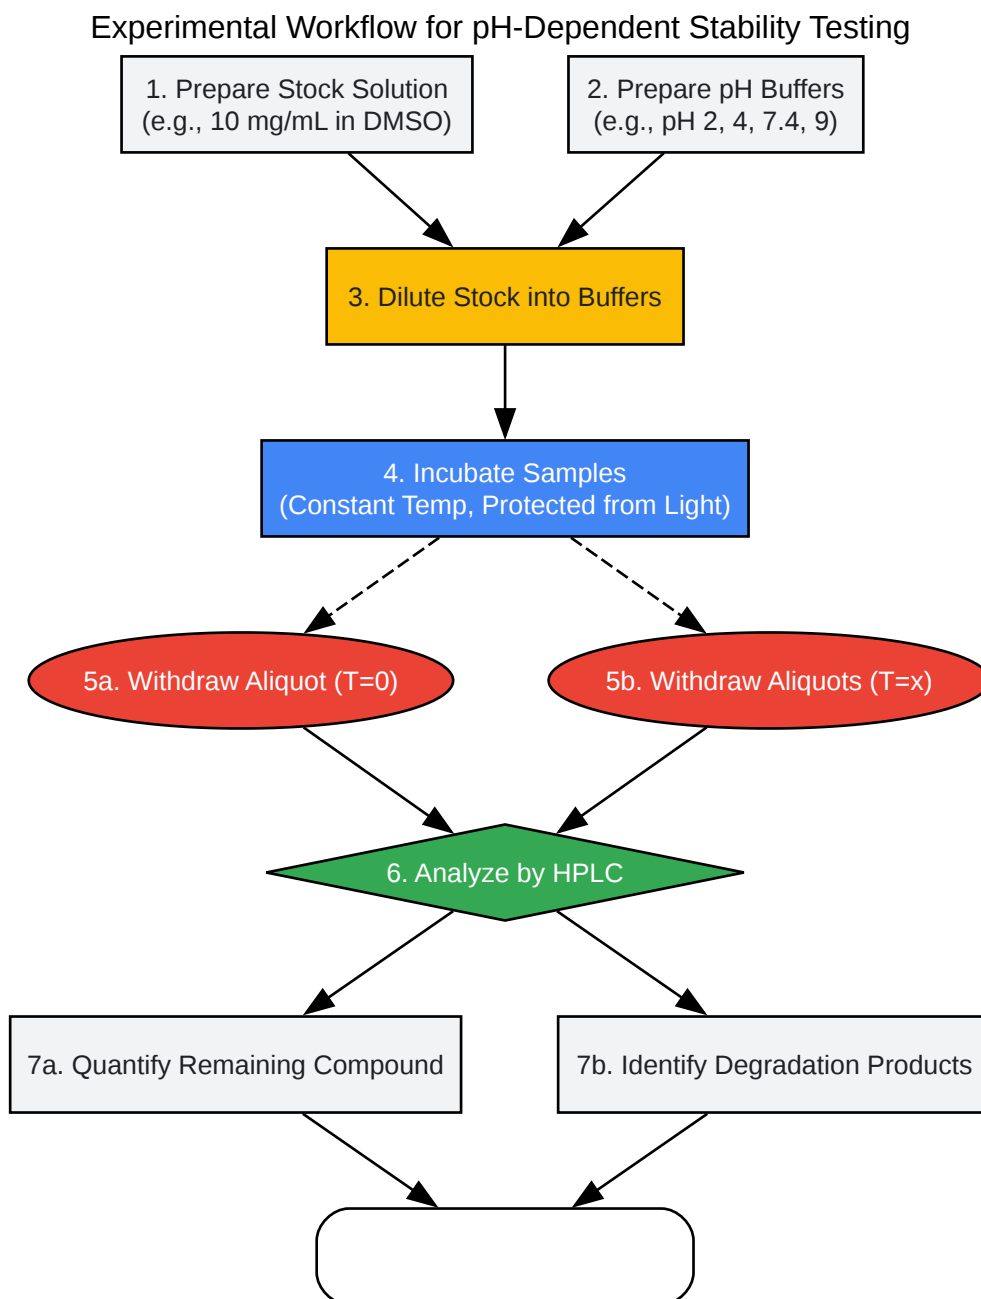 Experimental Workflow for pH-Dependent Stability Testing
1. Prepare Stock Solution
(e.g., 10 mg/mL in DMSO)
2. Prepare pH Buffers
(e.g., pH 2, 4, 7.4, 9)
3. Dilute Stock into Buffers
4. Incubate Samples
(Constant Temp, Protected from Light)
5a. Withdraw Aliquot (T=0)
5b. Withdraw Aliquots (T=x)
6. Analyze by HPLC
7a. Quantify Remaining Compound
7b. Identify Degradation Products